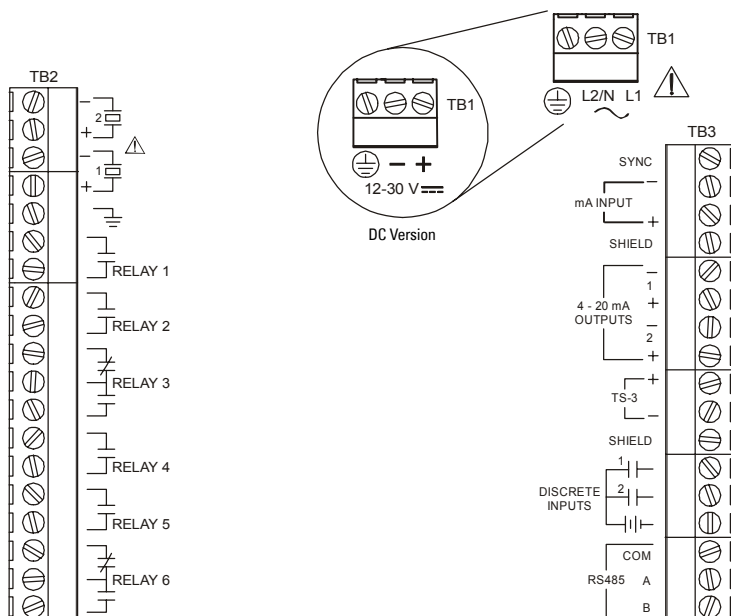 TB2
-
2
+
-
1
+
RELAY 1
RELAY 2
RELAY 3
RELAY 4
RELAY 5
RELAY 6
TB1
- +
12-30 V
DC Version
TB1
L2/N L1
TB3
SYNC
-
mA INPUT
+
SHIELD
-
1
+
4 - 20 mA
OUTPUTS
-
2
+
+
TS-3
-
SHIELD
1
2
DISCRETE
INPUTS
COM
RS485 A
B